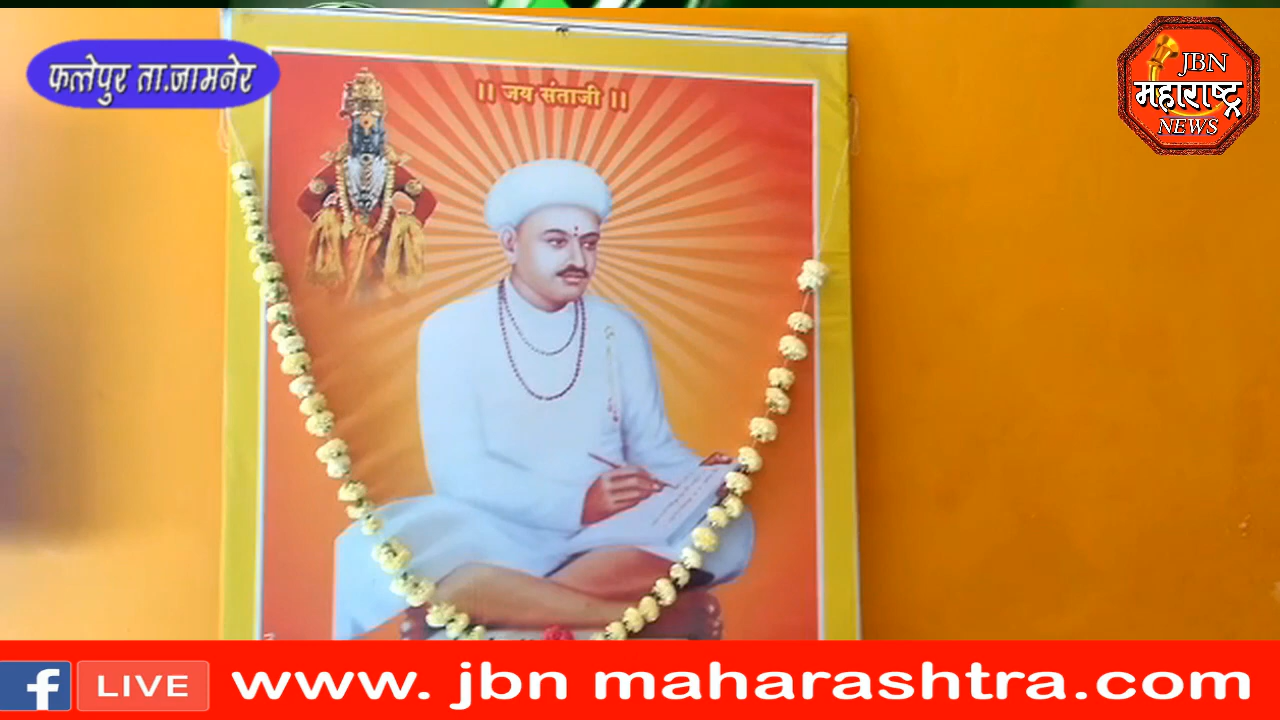 फत्तेपुर ता.जामनेर
|| जय संताजी ||
JBN
महाराष्ट्र
NEWS
f LIVE www. jbn maharashtra.com